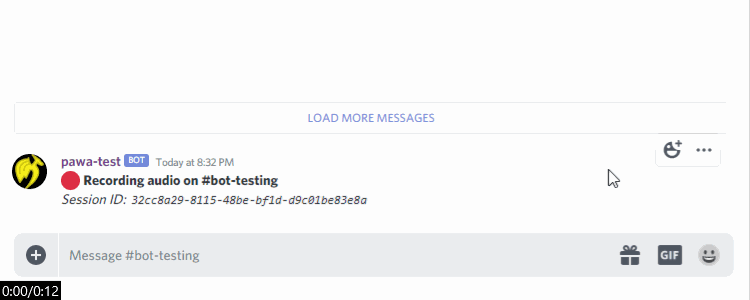 LOAD MORE MESSAGES
pawa-test BOT Today at 8:32 PM
Recording audio on #bot-testing
Session ID: 32cc8a29-8115-48be-bf1d-d9c01be83e8a
Message #bot-testing
GIF
0:00/0:12